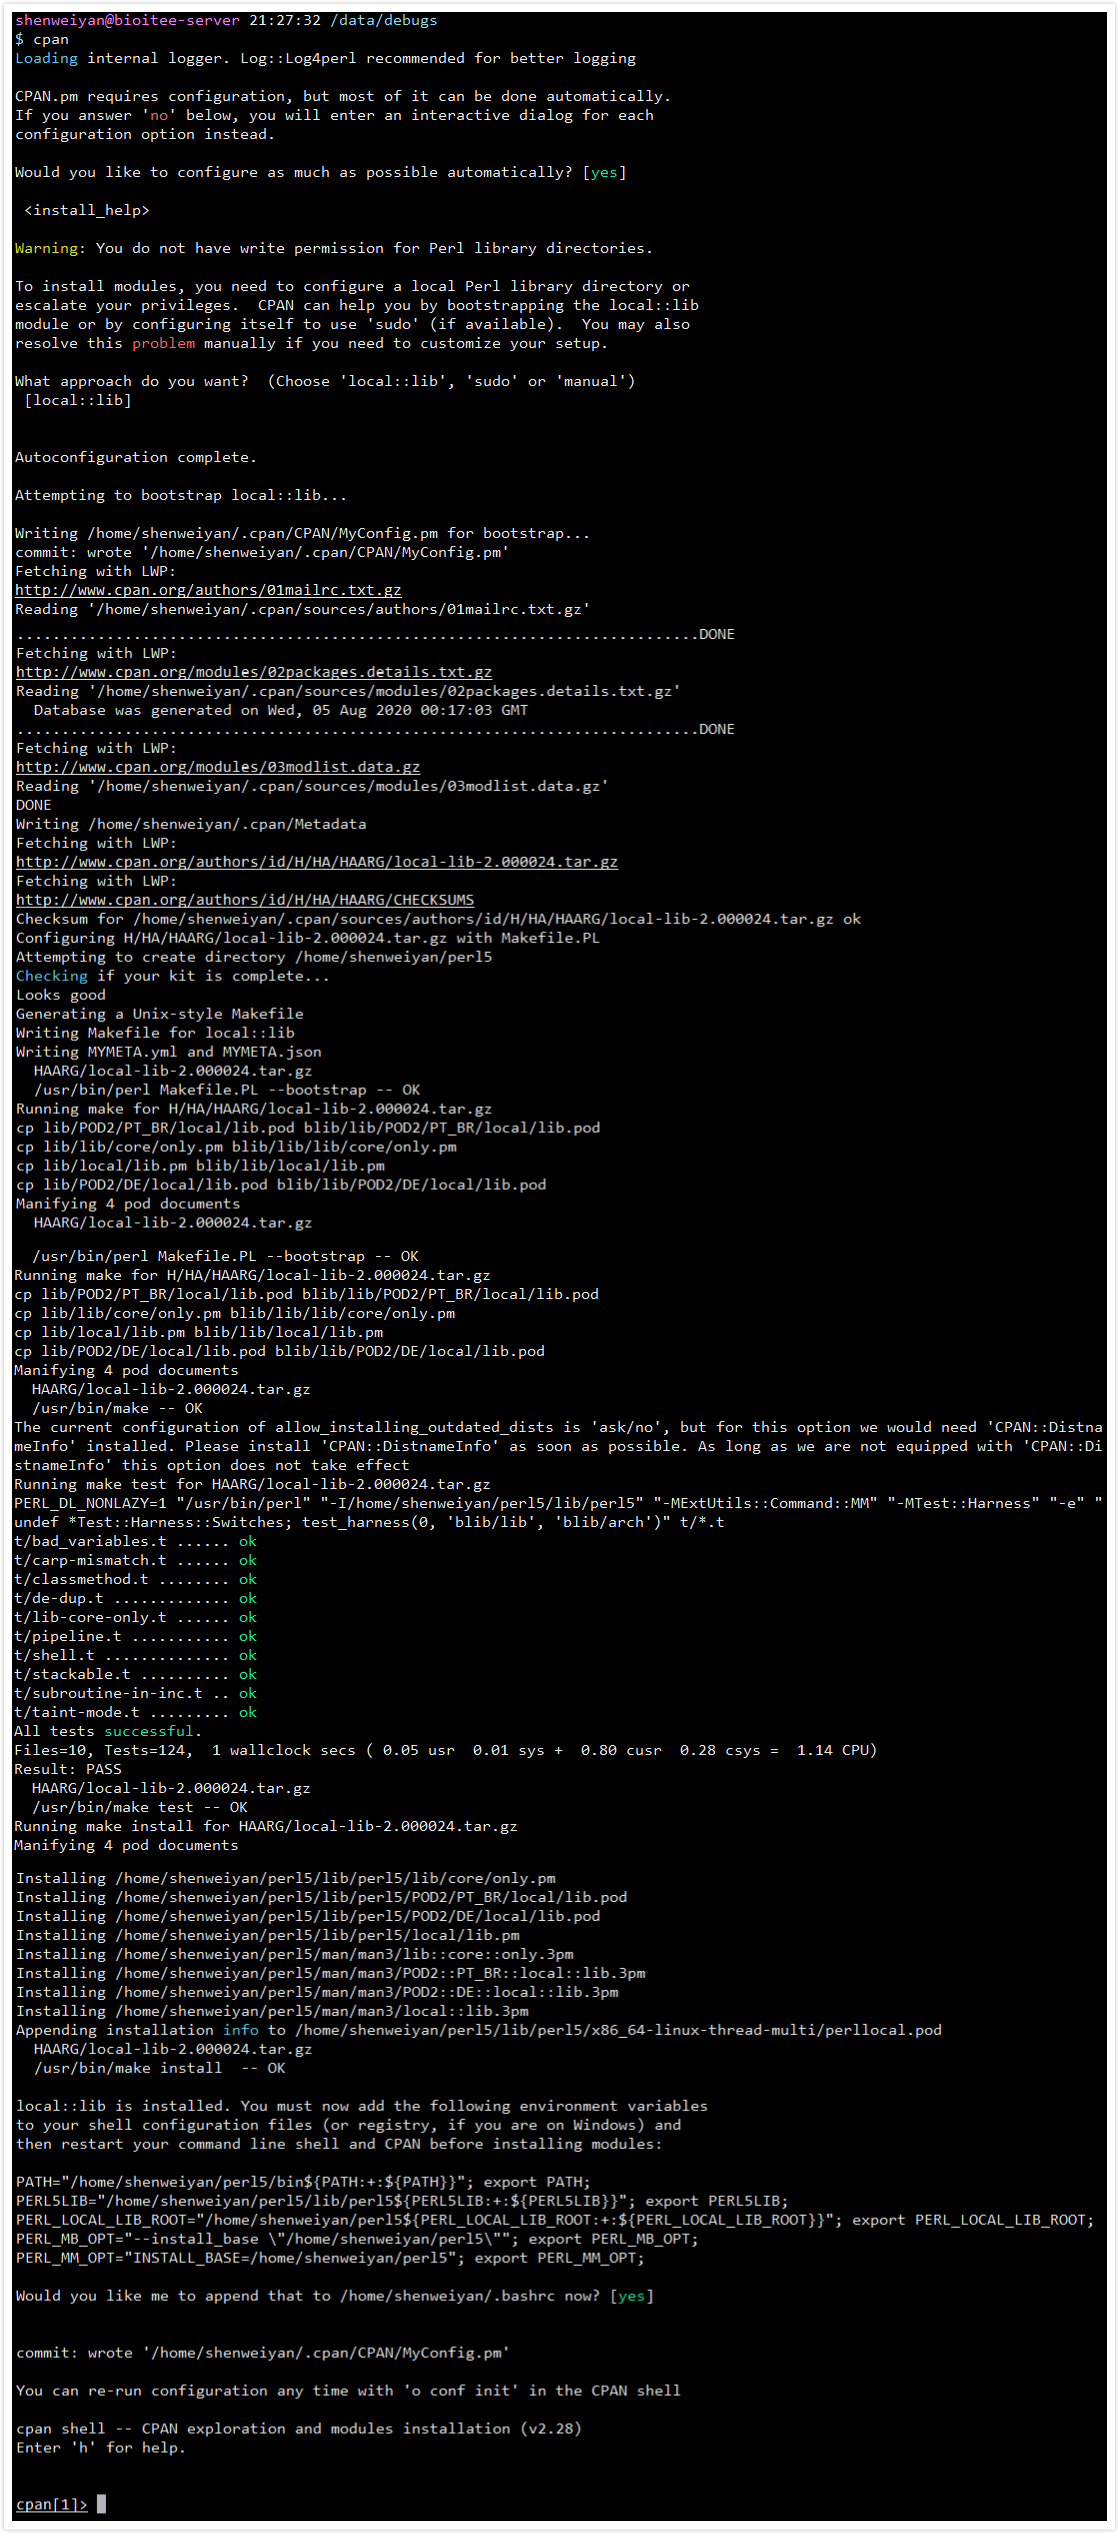 shenweiyan@bioitee-server 21:27:32 /data/debugs
$ cpan
Loading internal logger. Log::Log4perl recommended for better logging
CPAN.pm requires configuration, but most of it can be done automatically.
If you answer 'no' below, you will enter an interactive dialog for each
configuration option instead.
Would you like to configure as much as possible automatically? [yes]
<install_help>
Warning: You do not have write permission for Perl library directories.
To install modules, you need to configure a local Perl library directory or
escalate your privileges.  CPAN can help you by bootstrapping the local::lib
module or by configuring itself to use 'sudo' (if available).  You may also
resolve this problem manually if you need to customize your setup.
What approach do you want?  (Choose 'local::lib', 'sudo' or 'manual')
[local::lib]
Autoconfiguration complete.
Attempting to bootstrap local::lib...
Writing /home/shenweiyan/.cpan/CPAN/MyConfig.pm for bootstrap...
commit: wrote '/home/shenweiyan/.cpan/CPAN/MyConfig.pm'
Fetching with LWP:
http://www.cpan.org/authors/01mailrc.txt.gz
Reading '/home/shenweiyan/.cpan/sources/authors/01mailrc.txt.gz'
............................................................................DONE
Fetching with LWP:
http://www.cpan.org/modules/02packages.details.txt.gz
Reading '/home/shenweiyan/.cpan/sources/modules/02packages.details.txt.gz'
Database was generated on Wed, 05 Aug 2020 00:17:03 GMT
............................................................................DONE
Fetching with LWP:
http://www.cpan.org/modules/03modlist.data.gz
Reading '/home/shenweiyan/.cpan/sources/modules/03modlist.data.gz'
DONE
Writing /home/shenweiyan/.cpan/Metadata
Fetching with LWP:
http://www.cpan.org/authors/id/H/HA/HAARG/local-lib-2.000024.tar.gz
Fetching with LWP:
http://www.cpan.org/authors/id/H/HA/HAARG/CHECKSUMS
Checksum for /home/shenweiyan/.cpan/sources/authors/id/H/HA/HAARG/local-lib-2.000024.tar.gz ok
Configuring H/HA/HAARG/local-lib-2.000024.tar.gz with Makefile.PL
Attempting to create directory /home/shenweiyan/perl5
Checking if your kit is complete...
Looks good
Generating a Unix-style Makefile
Writing Makefile for local::lib
Writing MYMETA.yml and MYMETA.json
HAARG/local-lib-2.000024.tar.gz
/usr/bin/perl Makefile.PL --bootstrap -- OK
Running make for H/HA/HAARG/local-lib-2.000024.tar.gz
cp lib/POD2/PT_BR/local/lib.pod blib/lib/POD2/PT_BR/local/lib.pod
cp lib/lib/core/only.pm blib/lib/lib/core/only.pm
cp lib/local/lib.pm blib/lib/local/lib.pm
cp lib/POD2/DE/local/lib.pod blib/lib/POD2/DE/local/lib.pod
Manifying 4 pod documents
HAARG/local-lib-2.000024.tar.gz
/usr/bin/perl Makefile.PL --bootstrap -- OK
Running make for H/HA/HAARG/local-lib-2.000024.tar.gz
cp lib/POD2/PT_BR/local/lib.pod blib/lib/POD2/PT_BR/local/lib.pod
cp lib/lib/core/only.pm blib/lib/lib/core/only.pm
cp lib/local/lib.pm blib/lib/local/lib.pm
cp lib/POD2/DE/local/lib.pod blib/lib/POD2/DE/local/lib.pod
Manifying 4 pod documents
HAARG/local-lib-2.000024.tar.gz
/usr/bin/make -- OK
The current configuration of allow_installing_outdated_dists is 'ask/no', but for this option we would need 'CPAN::Distna
meInfo' installed. Please install 'CPAN::DistnameInfo' as soon as possible. As long as we are not equipped with 'CPAN::Di
stnameInfo' this option does not take effect
Running make test for HAARG/local-lib-2.000024.tar.gz
PERL_DL_NONLAZY=1 "/usr/bin/perl" "-I/home/shenweiyan/perl5/lib/perl5" "-MExtUtils::Command::MM" "-MTest::Harness" "-e" "
undef *Test::Harness::Switches; test_harness(0, 'blib/lib', 'blib/arch')" t/*.t
t/bad_variables.t ...... ok
t/carp-mismatch.t ...... ok
t/classmethod.t ........ ok
t/de-dup.t ............. ok
t/lib-core-only.t ...... ok
t/pipeline.t ........... ok
t/shell.t .............. ok
t/stackable.t .......... ok
t/subroutine-in-inc.t .. ok
t/taint-mode.t ......... ok
All tests successful.
Files=10, Tests=124,  1 wallclock secs ( 0.05 usr  0.01 sys +  0.80 cusr  0.28 csys =  1.14 CPU)
Result: PASS
HAARG/local-lib-2.000024.tar.gz
/usr/bin/make test -- OK
Running make install for HAARG/local-lib-2.000024.tar.gz
Manifying 4 pod documents
Installing /home/shenweiyan/perl5/lib/perl5/lib/core/only.pm
Installing /home/shenweiyan/perl5/lib/perl5/POD2/PT_BR/local/lib.pod
Installing /home/shenweiyan/perl5/lib/perl5/POD2/DE/local/lib.pod
Installing /home/shenweiyan/perl5/lib/perl5/local/lib.pm
Installing /home/shenweiyan/perl5/man/man3/lib::core::only.3pm
Installing /home/shenweiyan/perl5/man/man3/POD2::PT_BR::local::lib.3pm
Installing /home/shenweiyan/perl5/man/man3/POD2::DE::local::lib.3pm
Installing /home/shenweiyan/perl5/man/man3/local::lib.3pm
Appending installation info to /home/shenweiyan/perl5/lib/perl5/x86_64-linux-thread-multi/perllocal.pod
HAARG/local-lib-2.000024.tar.gz
/usr/bin/make install  -- OK
local::lib is installed. You must now add the following environment variables
to your shell configuration files (or registry, if you are on Windows) and
then restart your command line shell and CPAN before installing modules:
PATH="/home/shenweiyan/perl5/bin${PATH:+:${PATH}}"; export PATH;
PERL5LIB="/home/shenweiyan/perl5/lib/perl5${PERL5LIB:+:${PERL5LIB}}"; export PERL5LIB;
PERL_LOCAL_LIB_ROOT="/home/shenweiyan/perl5${PERL_LOCAL_LIB_ROOT:+:${PERL_LOCAL_LIB_ROOT}}"; export PERL_LOCAL_LIB_ROOT;
PERL_MB_OPT="--install_base \"/home/shenweiyan/perl5\""; export PERL_MB_OPT;
PERL_MM_OPT="INSTALL_BASE=/home/shenweiyan/perl5"; export PERL_MM_OPT;
Would you like me to append that to /home/shenweiyan/.bashrc now? [yes]
commit: wrote '/home/shenweiyan/.cpan/CPAN/MyConfig.pm'
You can re-run configuration any time with 'o conf init' in the CPAN shell
cpan shell -- CPAN exploration and modules installation (v2.28)
Enter 'h' for help.
cpan[1]>